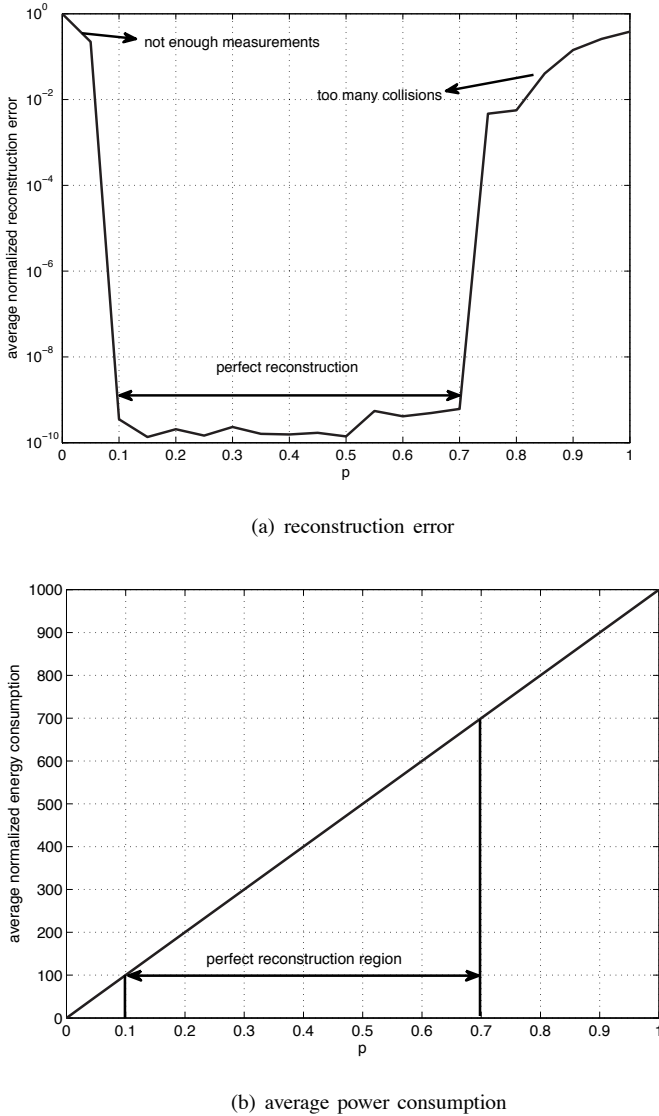 10^0
not enough measurements
too many collisions
10^-2
10^-4
10^-6
10^-8
10^-10
average normalized reconstruction error
perfect reconstruction
0 0.1 0.2 0.3 0.4 0.5 0.6 0.7 0.8 0.9 1
p
(a) reconstruction error
1000
900
800
700
600
500
400
300
200
100
0
average normalized energy consumption
perfect reconstruction region
0 0.1 0.2 0.3 0.4 0.5 0.6 0.7 0.8 0.9 1
p
(b) average power consumption